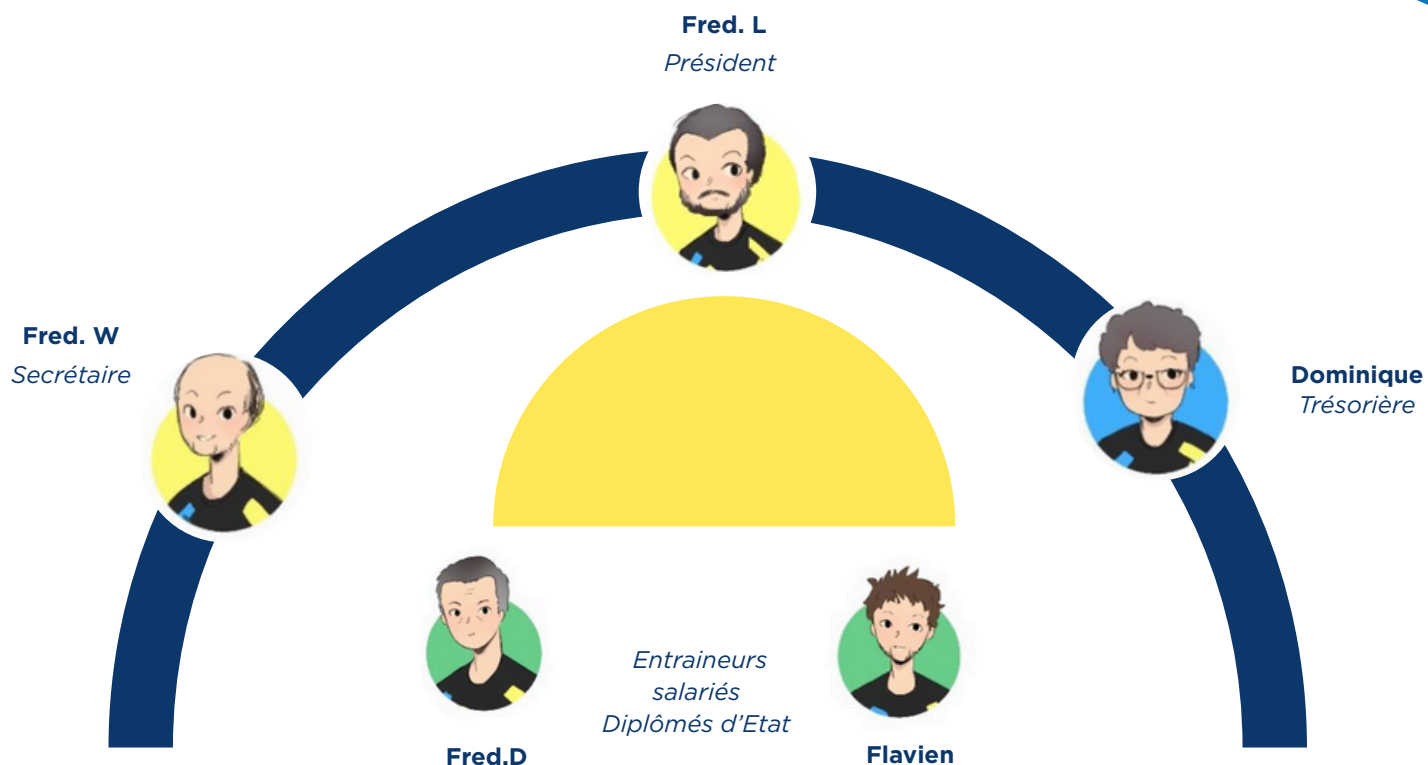 Fred. L
Président
Fred. W
Secrétaire
Dominique
Trésorière
Entraineurs
salariés
Diplômés d'Etat
Fred.D
Flavien